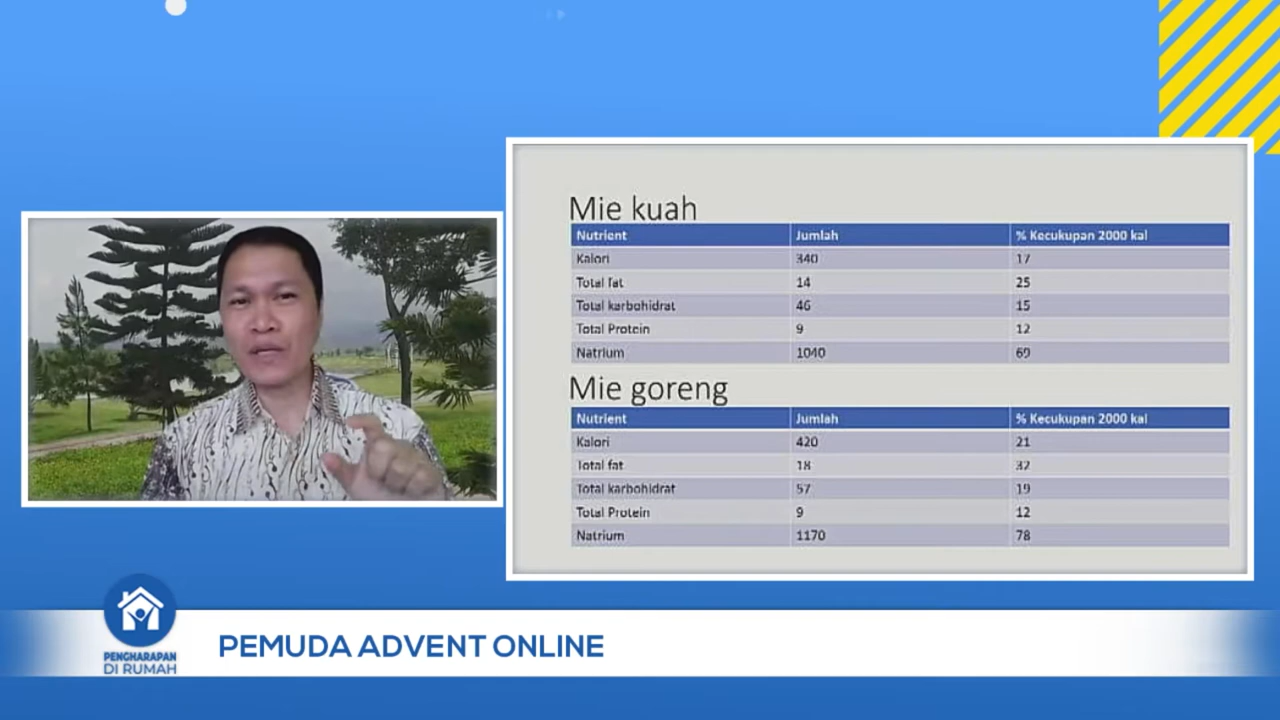 Mie kuah
Nutrient Jumlah % Kecukupan 2000 kal
Kalori 340 17
Total fat 14 25
Total karbohidrat 46 15
Total Protein 9 12
Natrium 1040 69
Mie goreng
Nutrient Jumlah % Kecukupan 2000 kal
Kalori 420 21
Total fat 18 32
Total karbohidrat 57 19
Total Protein 9 12
Natrium 1170 78
PENGHARAPAN
DI RUMAH
PEMUDA ADVENT ONLINE